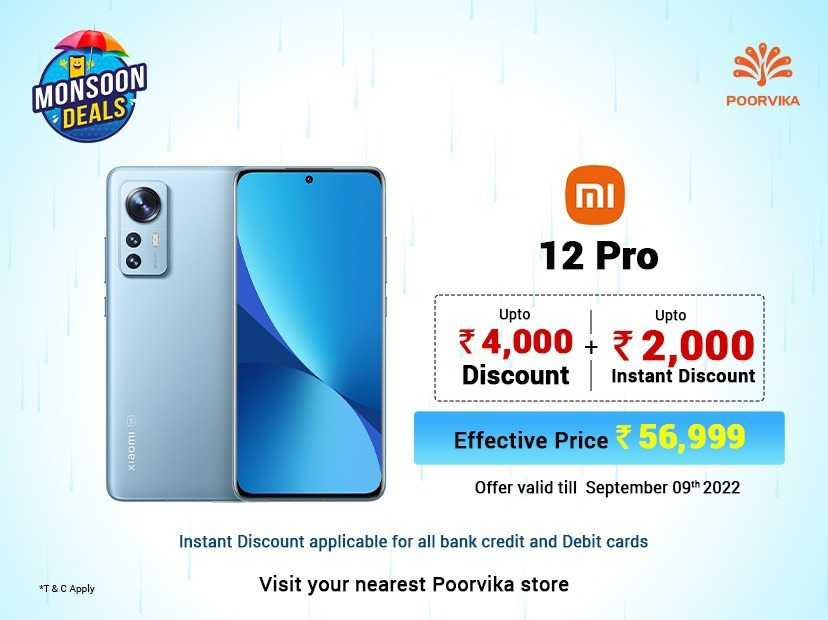 MONSOON
DEALS
POORVIKA
mi
12 Pro
Upto
₹ 4,000
Discount
+
Upto
₹ 2,000
Instant Discount
Effective Price ₹ 56,999
Offer valid till September 09th 2022
xiaomi
Instant Discount applicable for all bank credit and Debit cards
*T & C Apply
Visit your nearest Poorvika store